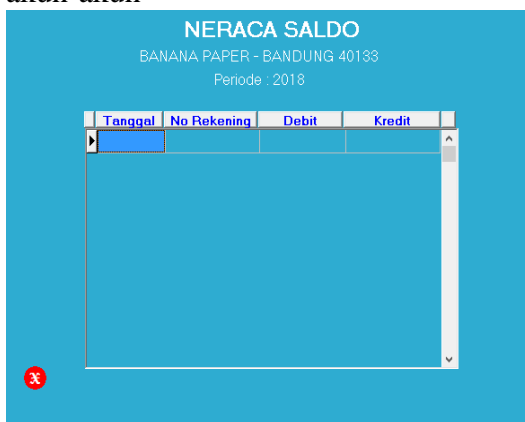 NERACA SALDO
BANANA PAPER - BANDUNG 40133
Periode : 2018
Tanggal No Rekening Debit Kredit
x